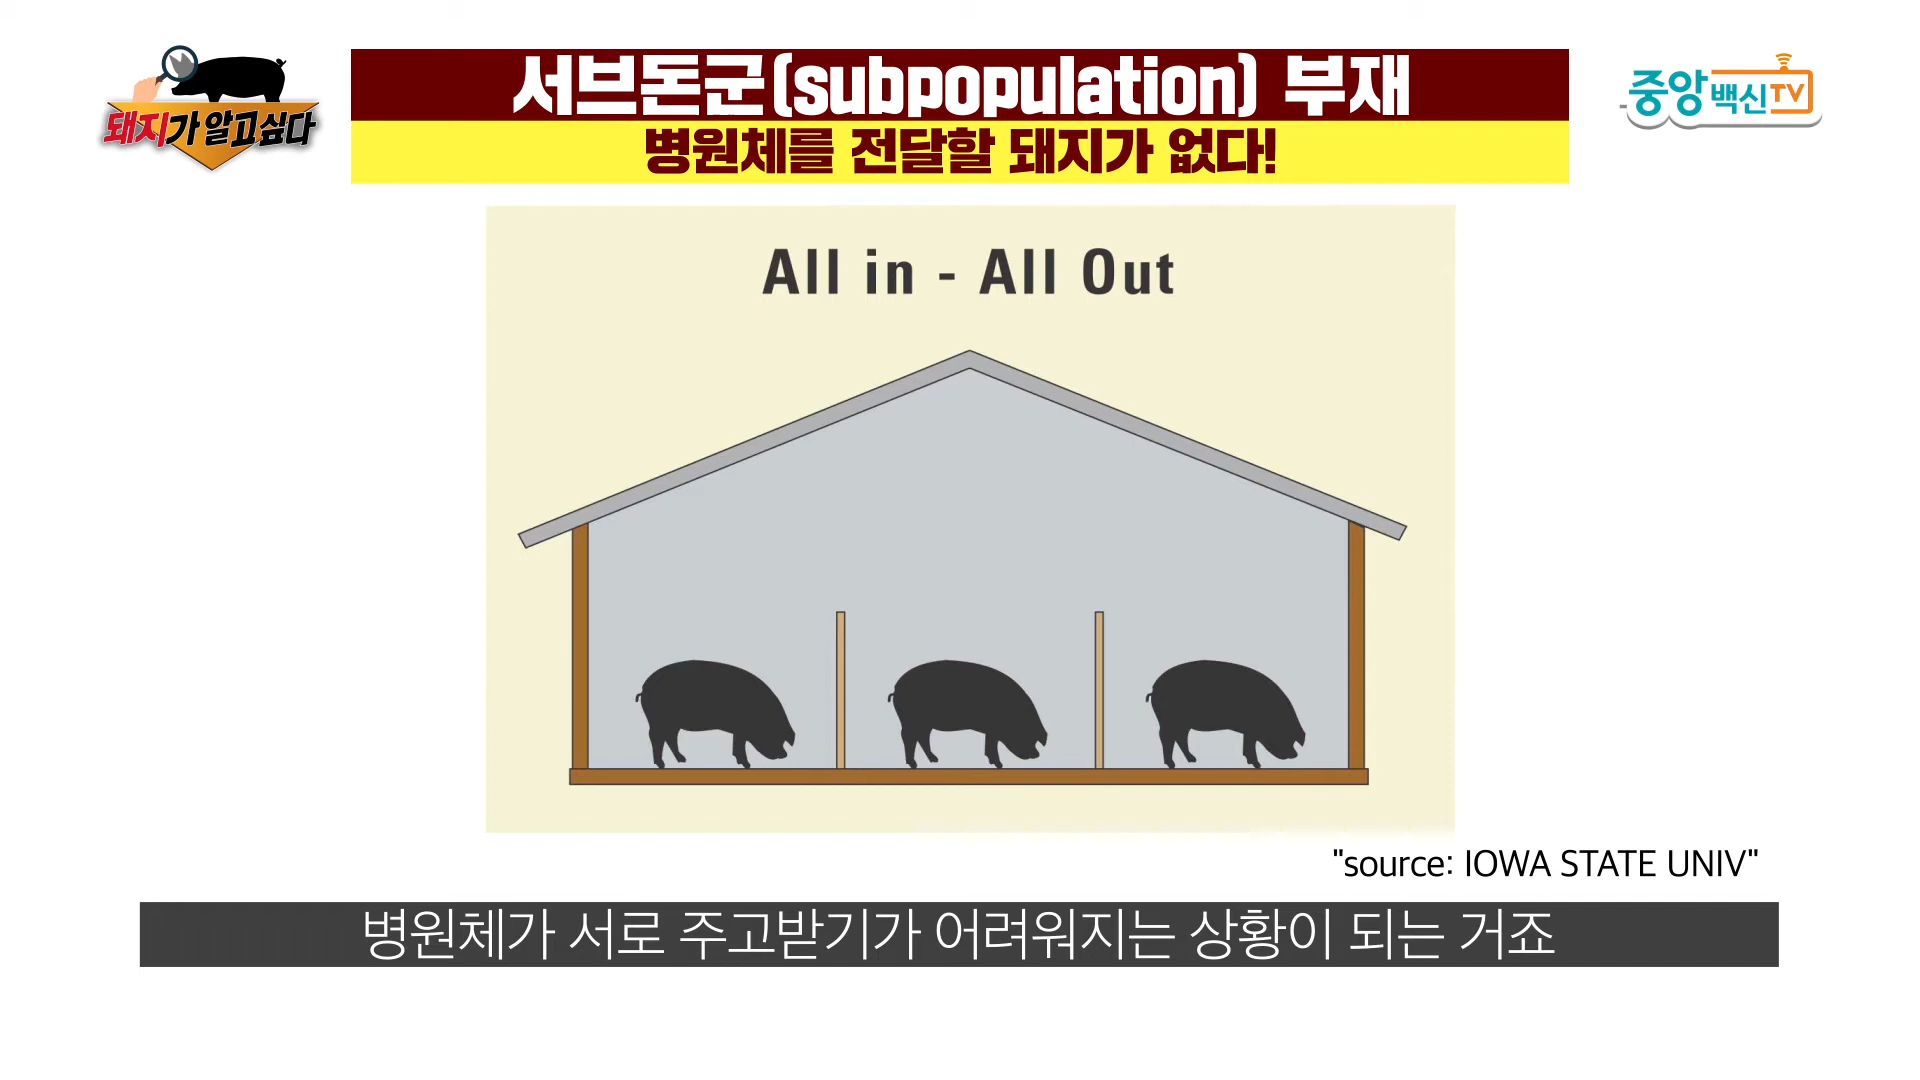 돼지가 알고싶다
서브돈군(subpopulation) 부재
병원체를 전달할 돼지가 없다!
중앙백신TV
All in - All Out
"source: IOWA STATE UNIV"
병원체가 서로 주고받기가 어려워지는 상황이 되는 거죠